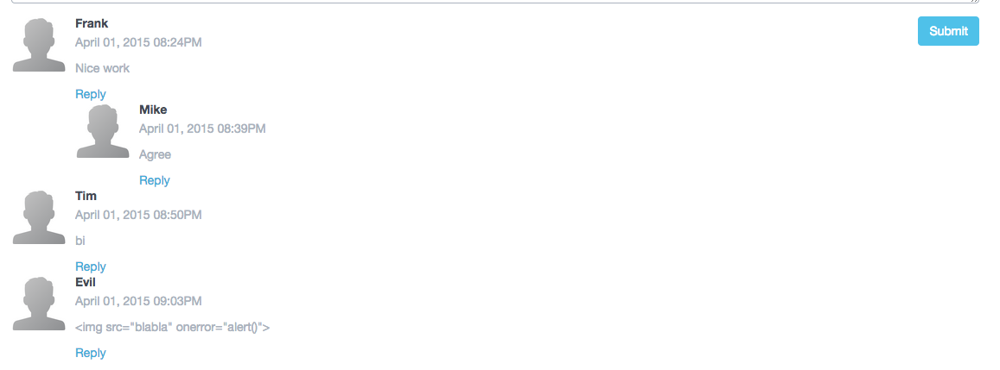 Frank
Submit
April 01, 2015 08:24PM
Nice work
Reply
Mike
April 01, 2015 08:39PM
Agree
Reply
Tim
April 01, 2015 08:50PM
bi
Reply
Evil
April 01, 2015 09:03PM
<img src="blabla" onerror="alert()">
Reply